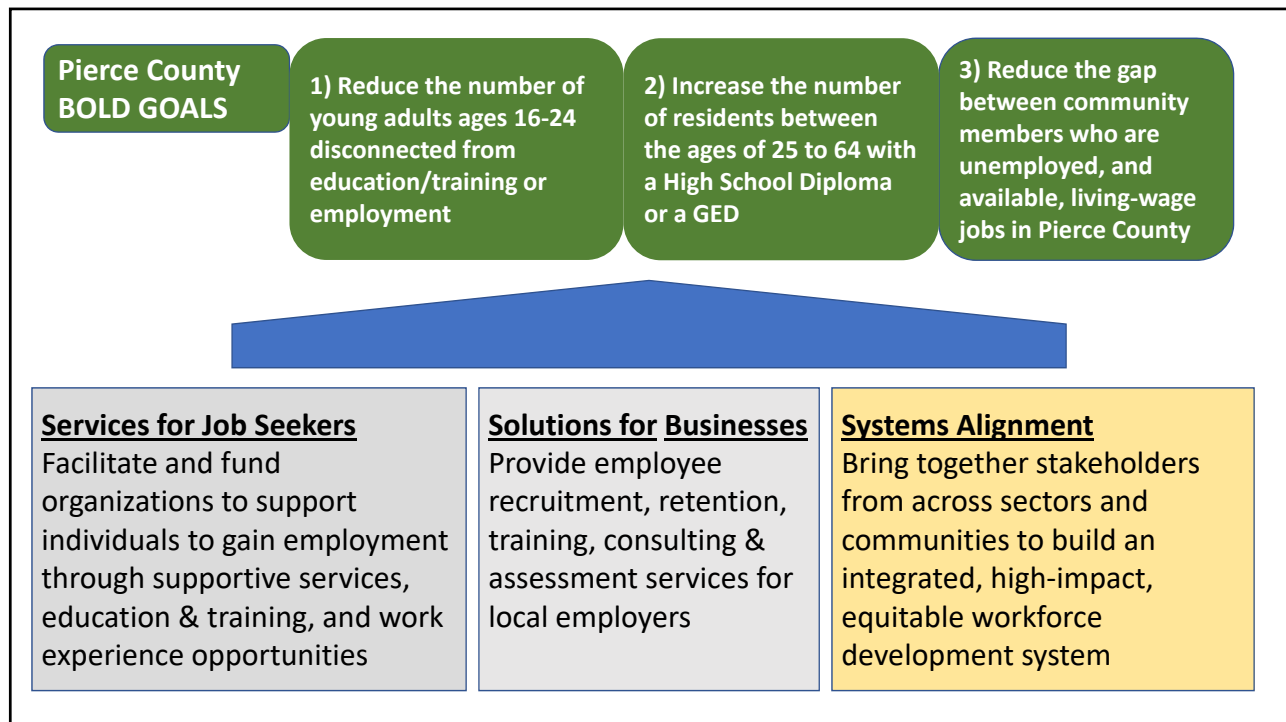 Pierce County
BOLD GOALS
1) Reduce the number of
young adults ages 16-24
disconnected from
education/training or
employment
2) Increase the number
of residents between
the ages of 25 to 64 with
a High School Diploma
or a GED
3) Reduce the gap
between community
members who are
unemployed, and
available, living-wage
jobs in Pierce County
Services for Job Seekers
Facilitate and fund
organizations to support
individuals to gain employment
through supportive services,
education & training, and work
experience opportunities
Solutions for Businesses
Provide employee
recruitment, retention,
training, consulting &
assessment services for
local employers
Systems Alignment
Bring together stakeholders
from across sectors and
communities to build an
integrated, high-impact,
equitable workforce
development system